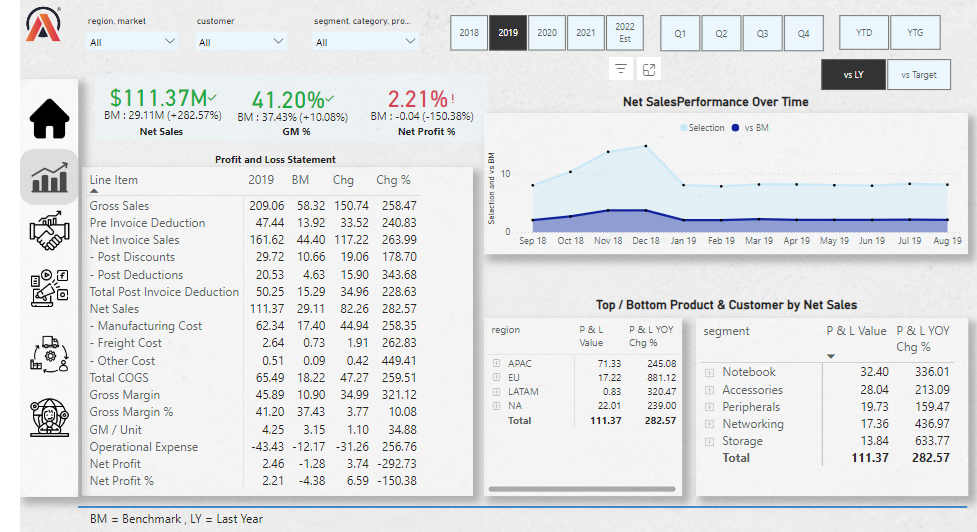 region, market customer segment, category, pro...
All All All
2018 2019 2020 2021 2022 Est Q1 Q2 Q3 Q4 YTD YTG
vs LY vs Target
$111.37M 41.20% 2.21%!
BM : 29.11M (+282.57%) BM : 37.43% (+10.08%) BM : -0.04 (-150.38%)
Net Sales GM % Net Profit %
Net SalesPerformance Over Time
Selection vs BM
Selection and vs BM
10
0
Sep 18 Oct 18 Nov 18 Dec 18 Jan 19 Feb 19 Mar 19 Apr 19 May 19 Jun 19 Jul 19 Aug 19
Profit and Loss Statement
Line Item 2019 BM Chg Chg %
Gross Sales 209.06 58.32 150.74 258.47
Pre Invoice Deduction 47.44 13.92 33.52 240.83
Net Invoice Sales 161.62 44.40 117.22 263.99
- Post Discounts 29.72 10.66 19.06 178.70
- Post Deductions 20.53 4.63 15.90 343.68
Total Post Invoice Deduction 50.25 15.29 34.96 228.63
Net Sales 111.37 29.11 82.26 282.57
- Manufacturing Cost 62.34 17.40 44.94 258.35
- Freight Cost 2.64 0.73 1.91 262.83
- Other Cost 0.51 0.09 0.42 449.41
Total COGS 65.49 18.22 47.27 259.51
Gross Margin 45.89 10.90 34.99 321.12
Gross Margin % 41.20 37.43 3.77 10.08
GM / Unit 4.25 3.15 1.10 34.88
Operational Expense -43.43 -12.17 -31.26 256.76
Net Profit 2.46 -1.28 3.74 -292.73
Net Profit % 2.21 -4.38 6.59 -150.38
Top / Bottom Product & Customer by Net Sales
region P & L Value P & L YOY Chg %
APAC 71.33 245.08
EU 17.22 881.12
LATAM 0.83 320.47
NA 22.01 239.00
Total 111.37 282.57
segment P & L Value P & L YOY Chg %
Notebook 32.40 336.01
Accessories 28.04 213.09
Peripherals 19.73 159.47
Networking 17.36 436.97
Storage 13.84 633.77
Total 111.37 282.57
BM = Benchmark , LY = Last Year